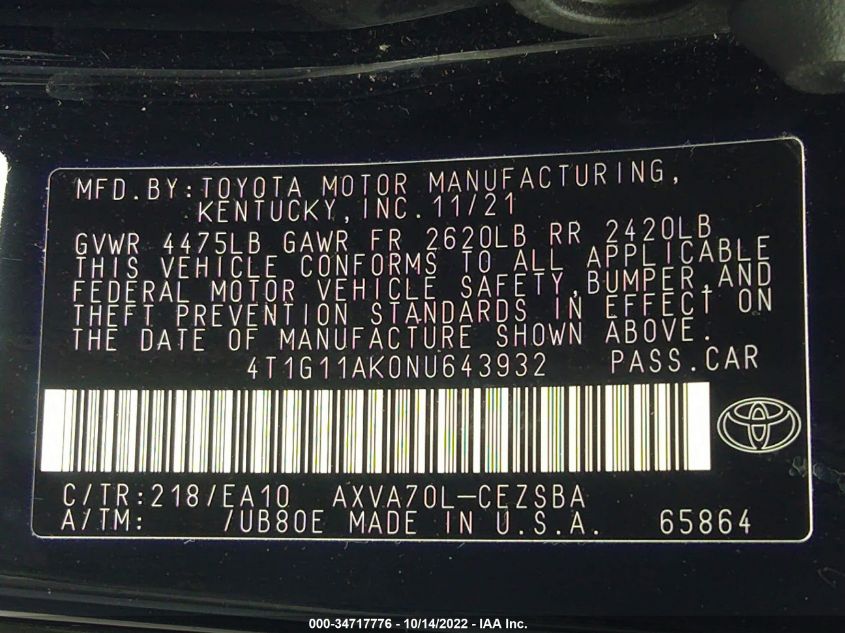 MFD.BY:TOYOTA MOTOR MANUFACTURING,
KENTUCKY,INC.11/21
GVWR 4475LB GAWR FR 2620LB RR 2420LB
THIS VEHICLE CONFORMS TO ALL APPLICABLE
FEDERAL MOTOR VEHICLE SAFETY,BUMPER,AND
THEFT PREVENTION STANDARDS IN EFFECT ON
THE DATE OF MANUFACTURE SHOWN ABOVE.
4T1G11AK0NU643932 PASS.CAR
C/TR:218/EA10 AXVA70L-CEZSBA
A/TM: /UB80E MADE IN U.S.A. 65864
000-34717776 - 10/14/2022 - IAA Inc.